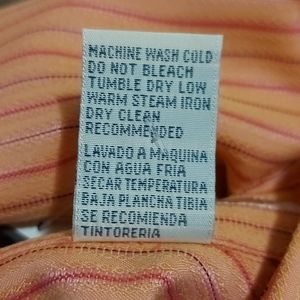 MACHINE WASH COLD
DO NOT BLEACH
TUMBLE DRY LOW
WARM STEAM IRON
DRY CLEAN
RECOMMENDED
LAVADO A MAQUINA
CON AGUA FRIA
SECAR TEMPERATURA
BAJA PLANCHA TIBIA
SE RECOMIENDA
TINTORERIA